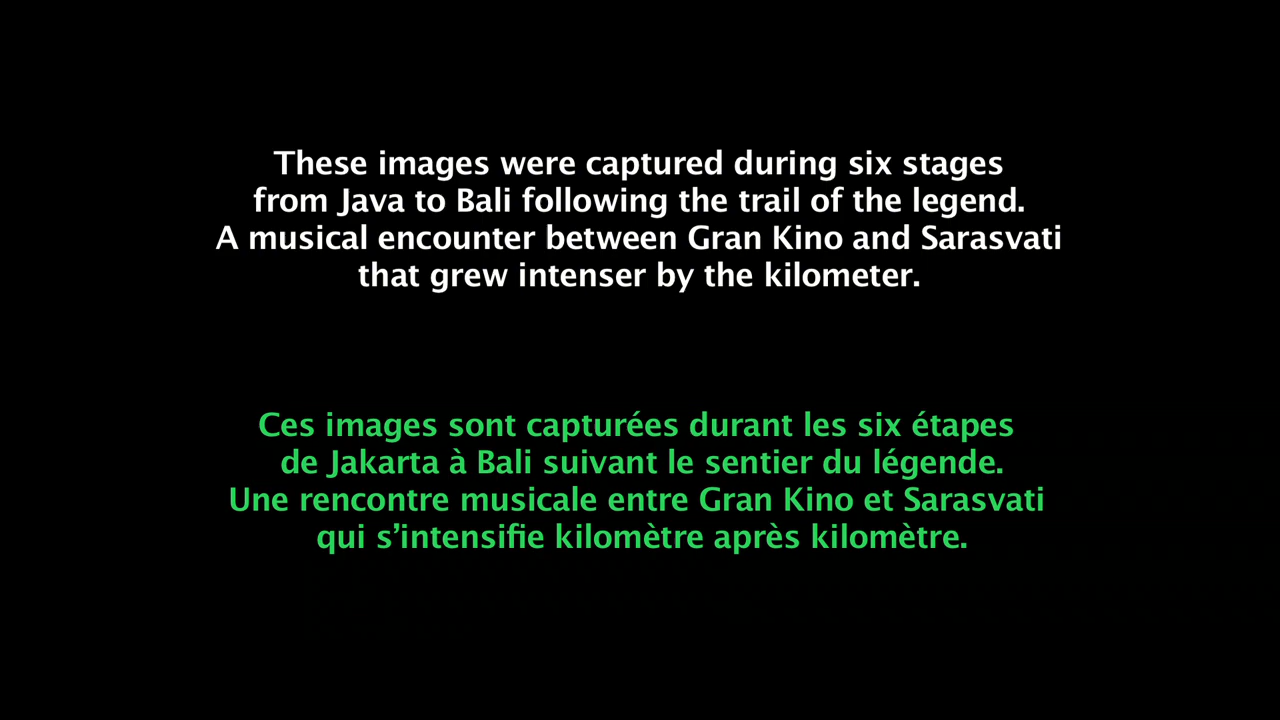 These images were captured during six stages
from Java to Bali following the trail of the legend.
A musical encounter between Gran Kino and Sarasvati
that grew intenser by the kilometer.
Ces images sont capturées durant les six étapes
de Jakarta à Bali suivant le sentier du légende.
Une rencontre musicale entre Gran Kino et Sarasvati
qui s’intensifie kilomètre après kilomètre.